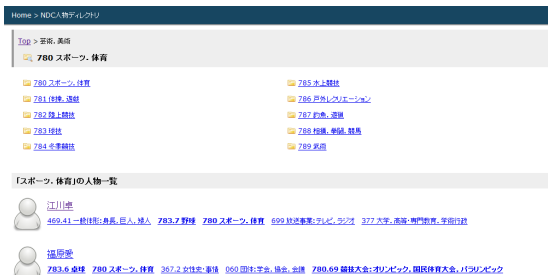 Home > NDC人物ディレクトリ
Top > 芸術、美術
780 スポーツ、体育
780 スポーツ、体育
785 水上競技
781 体操、遊戯
786 戸外レクリエーション
782 陸上競技
787 釣魚、遊猟
783 球技
788 相撲、拳闘、競馬
784 冬季競技
789 武術
「スポーツ、体育」の人物一覧
江川卓
469.41 一般体形:身長、巨人、矮人 783.7 野球 780 スポーツ、体育 699 放送事業:テレビ、ラジオ 377 大学、高等・専門教育、学術行政
福原愛
783.6 卓球 780 スポーツ、体育 367.2 女性史・事情 060 団体:学会、協会、会議 780.69 競技大会:オリンピック、国民体育大会、パラリンピック